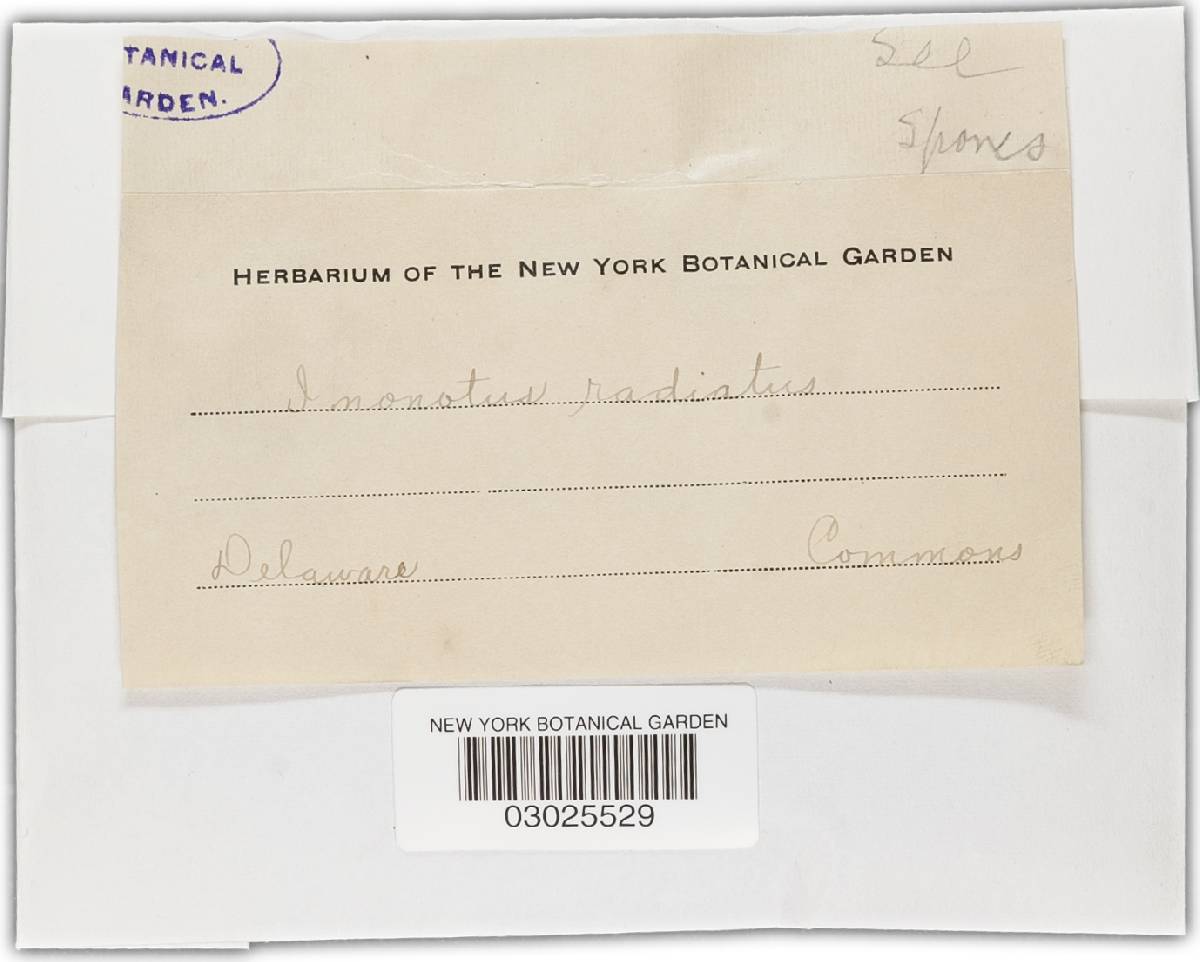 TANICAL
ARDEN.
See
Spores
HERBARIUM OF THE NEW YORK BOTANICAL GARDEN
Inonotus radiatus
Delaware Commons
NEW YORK BOTANICAL GARDEN
03025529